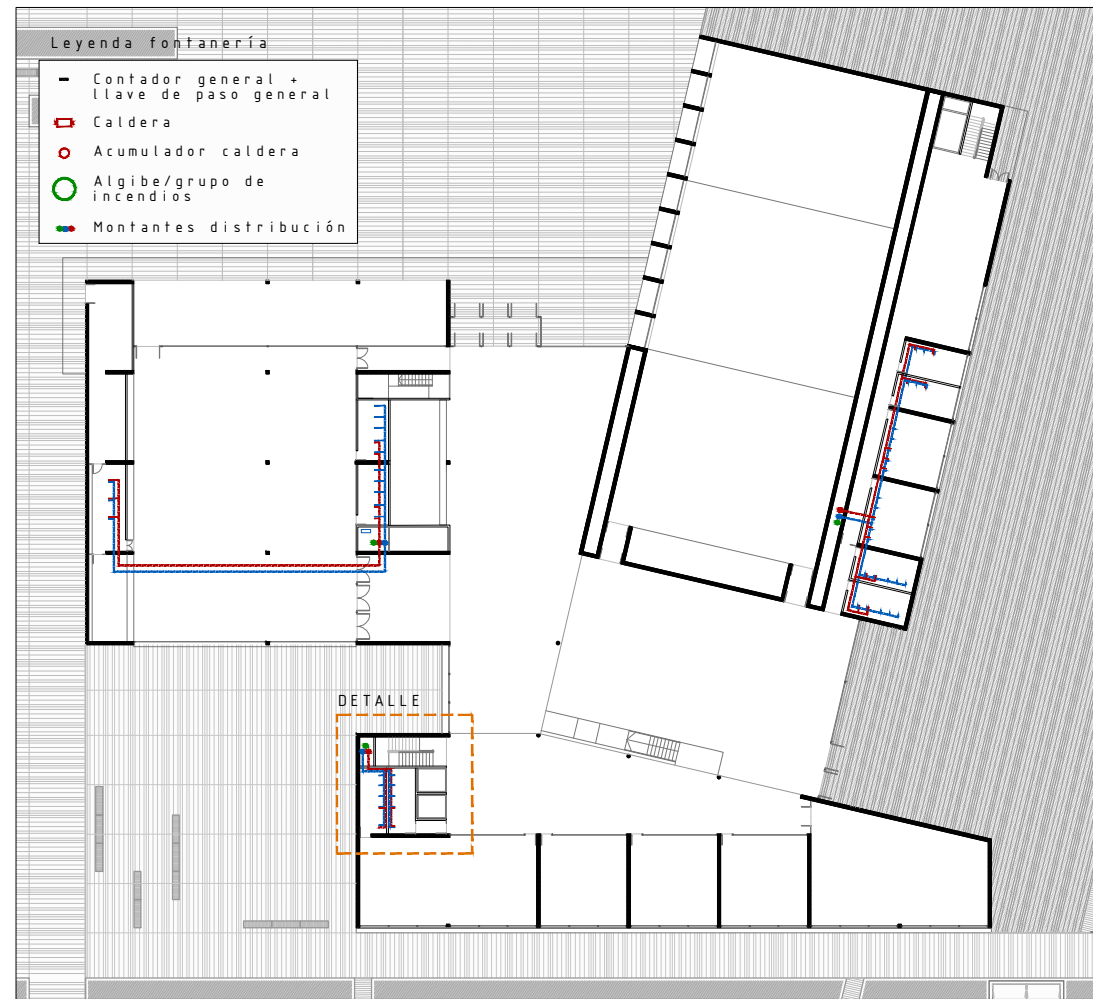 Leyenda fontanería
Contador general +
llave de paso general
Caldera
Acumulador caldera
Algibe/grupo de
incendios
Montantes distribución
DETALLE